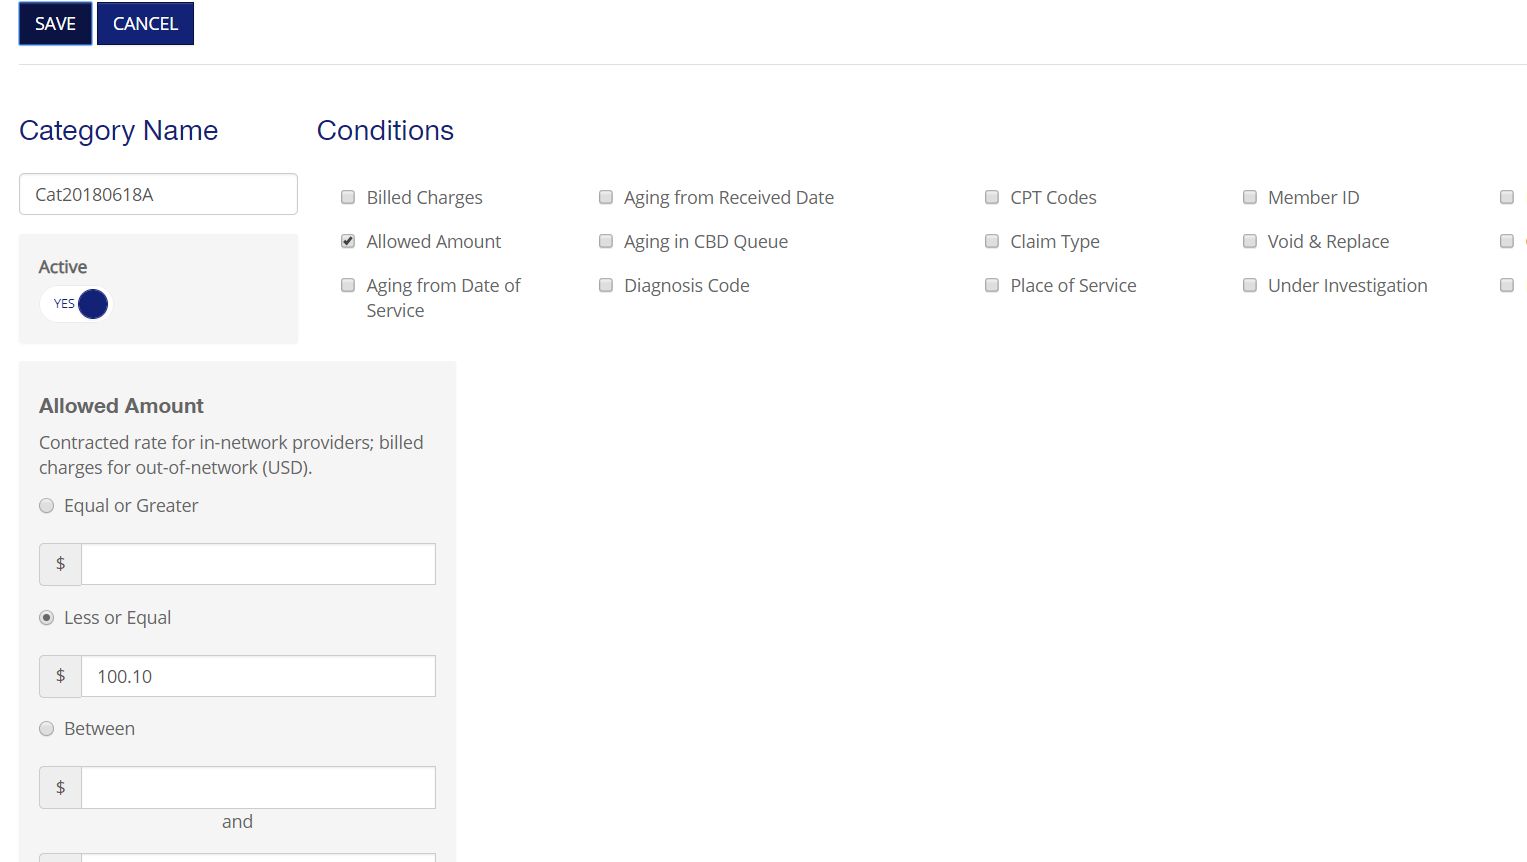 SAVE CANCEL
Category Name Conditions
Cat20180618A
Active
YES
Billed Charges Aging from Received Date CPT Codes Member ID
Allowed Amount Aging in CBD Queue Claim Type Void & Replace
Aging from Date of Diagnosis Code Place of Service Under Investigation
Service
Allowed Amount
Contracted rate for in-network providers; billed
charges for out-of-network (USD).
Equal or Greater
$
Less or Equal
$ 100.10
Between
$
and